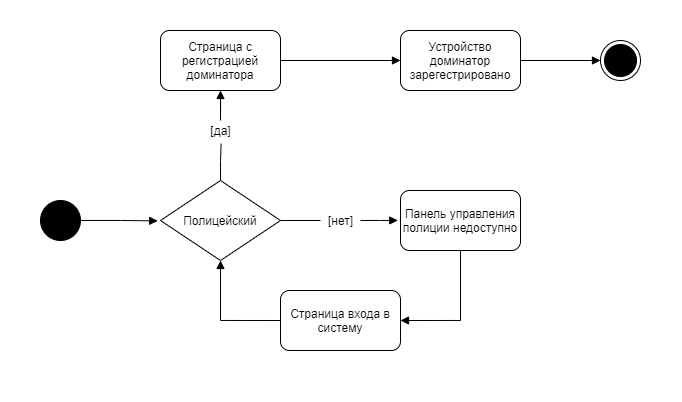 Страница с
регистрацией
доминатора
Устройство
доминатор
зарегестрировано
[да]
Полицейский
[нет]
Панель управления
полиции недоступно
Страница входа в
систему